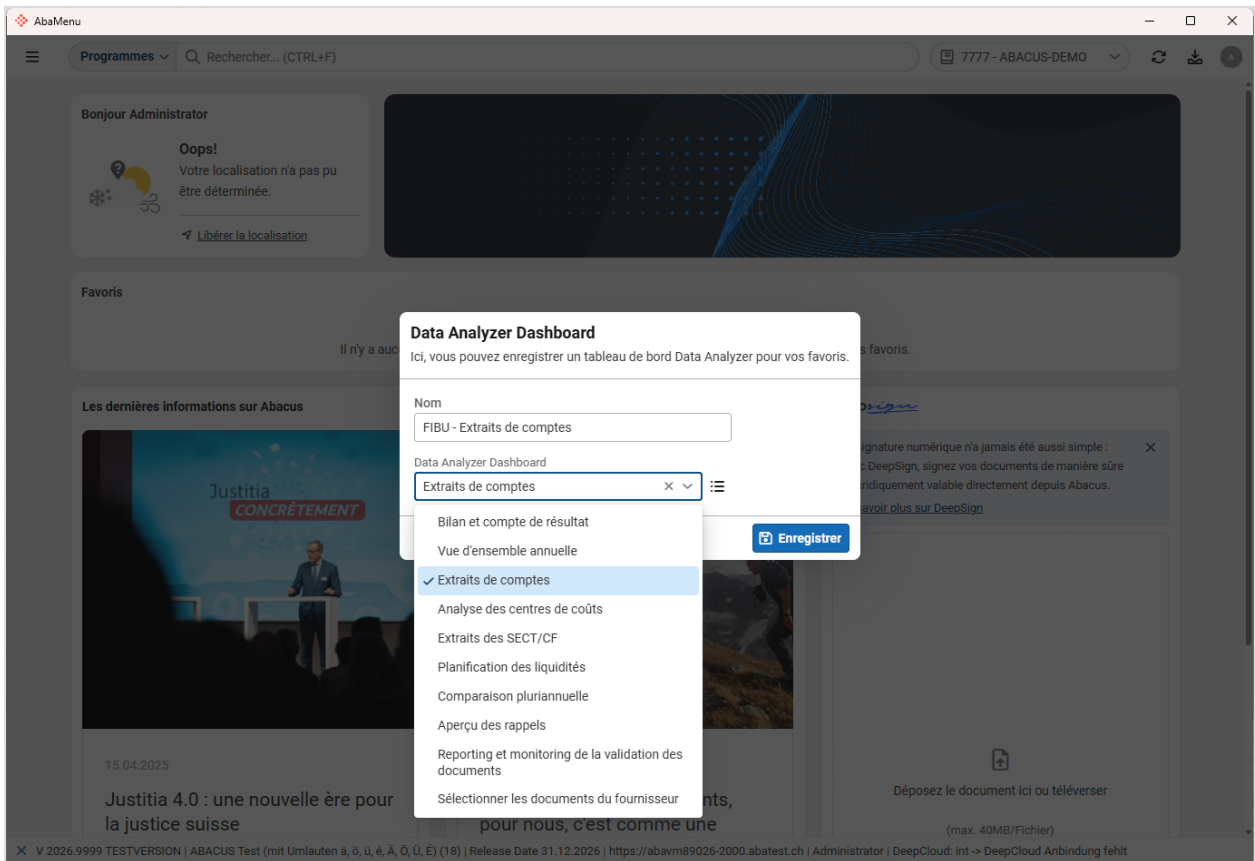 AbaMenu
Programmes
Rechercher... (CTRL+F)
7777 - ABACUS-DEMO
A
Bonjour Administrator
Oops!
Votre localisation n'a pas pu
être déterminée.
Libérer la localisation
Favoris
Il n'y a auc
s favoris.
Data Analyzer Dashboard
Ici, vous pouvez enregistrer un tableau de bord Data Analyzer pour vos favoris.
Nom
FIBU - Extraits de comptes
Data Analyzer Dashboard
Extraits de comptes
Enregistrer
Bilan et compte de résultat
Vue d'ensemble annuelle
Extraits de comptes
Analyse des centres de coûts
Extraits des SECT/CF
Planification des liquidités
Comparaison pluriannuelle
Aperçu des rappels
Reporting et monitoring de la validation des
documents
Sélectionner les documents du fournisseur
Les dernières informations sur Abacus
Justitia
CONCRÈTEMENT
15.04.2025
Justitia 4.0 : une nouvelle ère pour
la justice suisse
nts,
pour nous, c'est comme une
sign
ignature numérique n'a jamais été aussi simple :
c DeepSign, signez vos documents de manière sûre
ridiquement valable directement depuis Abacus.
avoir plus sur DeepSign
Déposez le document ici ou téléverser
(max. 40MB/Fichier)
V 2026.9999 TESTVERSION | ABACUS Test (mit Umlauten ä, ö, ü, é, Ä, Ö, Ü, É) (18) | Release Date 31.12.2026 | https://abavm89026-2000.abatest.ch | Administrator | DeepCloud: int -> DeepCloud Anbindung fehlt